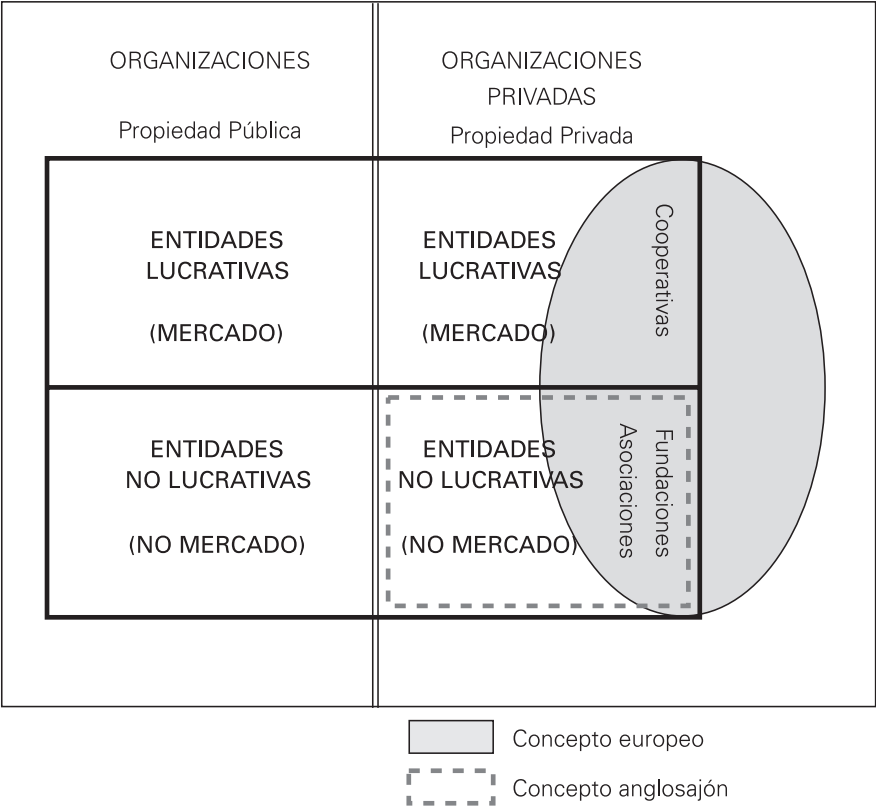 ORGANIZACIONES
Propiedad Pública
ORGANIZACIONES
PRIVADAS
Propiedad Privada
ENTIDADES
LUCRATIVAS
(MERCADO)
ENTIDADES
LUCRATIVAS
(MERCADO)
Cooperativas
ENTIDADES
NO LUCRATIVAS
(NO MERCADO)
ENTIDADES
NO LUCRATIVAS
(NO MERCADO)
Fundaciones
Asociaciones
Concepto europeo
Concepto anglosajón